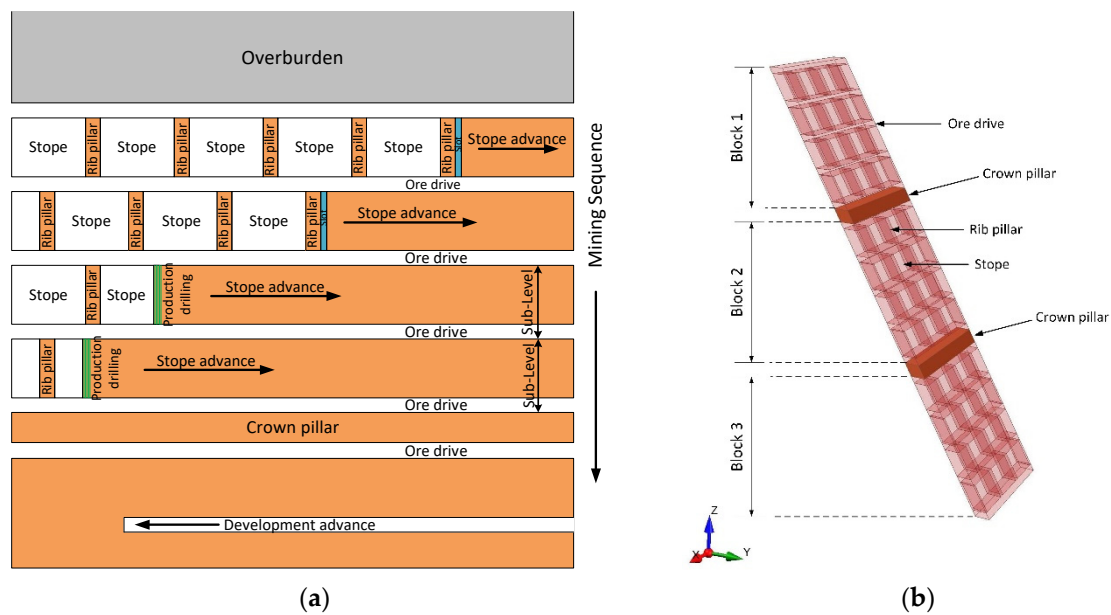 Overburden
Stope Rib pillar Stope Rib pillar Stope Rib pillar Stope Rib pillar Stope Rib pillar Slot Stope advance
Ore drive
Rib pillar Stope Rib pillar Stope Rib pillar Stope Rib pillar Slot Stope advance
Ore drive
Stope Rib pillar Stope Production drilling Stope advance Sub-Level
Ore drive
Rib pillar Production drilling Stope advance Sub-Level
Ore drive
Crown pillar
Ore drive
Development advance
Mining Sequence
(a)
Block 1
Block 2
Block 3
Ore drive
Crown pillar
Rib pillar
Stope
Crown pillar
Z
X
Y
(b)